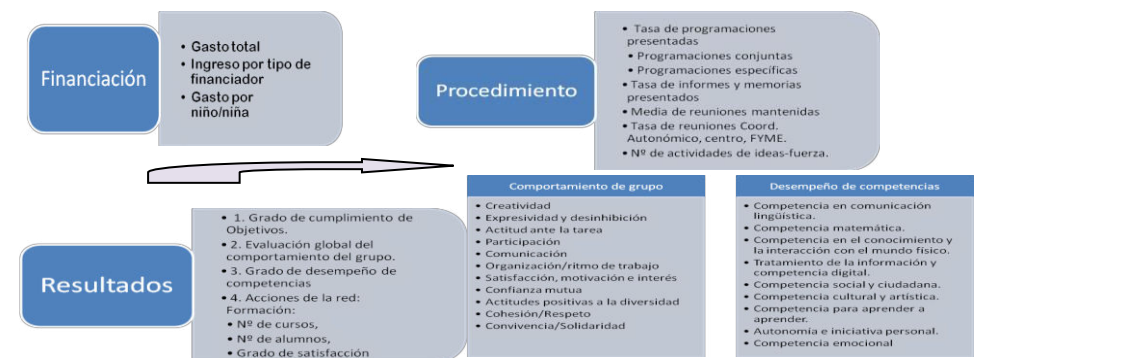 Financiación
• Gasto total
• Ingreso por tipo de
financiador
• Gasto por
niño/niña
Procedimiento
• Tasa de programaciones
presentadas
• Programaciones conjuntas
• Programaciones específicas
• Tasa de informes y memorias
presentados
• Media de reuniones mantenidas
• Tasa de reuniones Coord.
Autonómico, centro, FYME.
• Nº de actividades de ideas-fuerza.
Resultados
• 1. Grado de cumplimiento de
Objetivos.
• 2. Evaluación global del
comportamiento del grupo.
• 3. Grado de desempeño de
competencias
• 4. Acciones de la red:
Formación:
• Nº de cursos,
• Nº de alumnos,
• Grado de satisfacción
Comportamiento de grupo
• Creatividad
• Expresividad y desinhibición
• Actitud ante la tarea
• Participación
• Comunicación
• Organización/ritmo de trabajo
• Satisfacción, motivación e interés
• Confianza mutua
• Actitudes positivas a la diversidad
• Cohesión/Respeto
• Convivencia/Solidaridad
Desempeño de competencias
• Competencia en comunicación
lingüística.
• Competencia matemática.
• Competencia en el conocimiento y
la interacción con el mundo físico.
• Tratamiento de la información y
competencia digital.
• Competencia social y ciudadana.
• Competencia cultural y artística.
• Competencia para aprender a
aprender.
• Autonomía e iniciativa personal.
• Competencia emocional